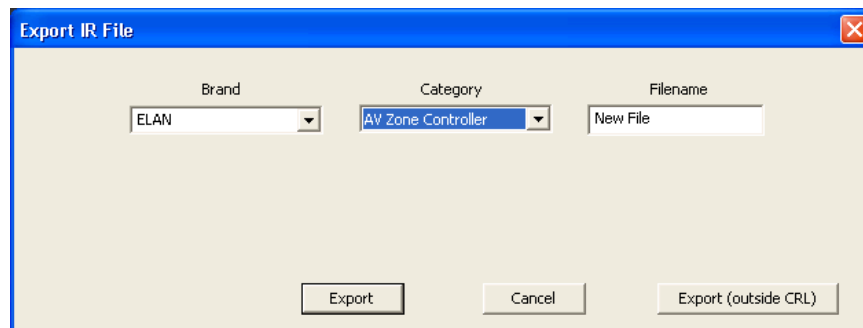 Export IR File
Brand Category Filename
ELAN AV Zone Controller New File
Export Cancel Export (outside CRL)